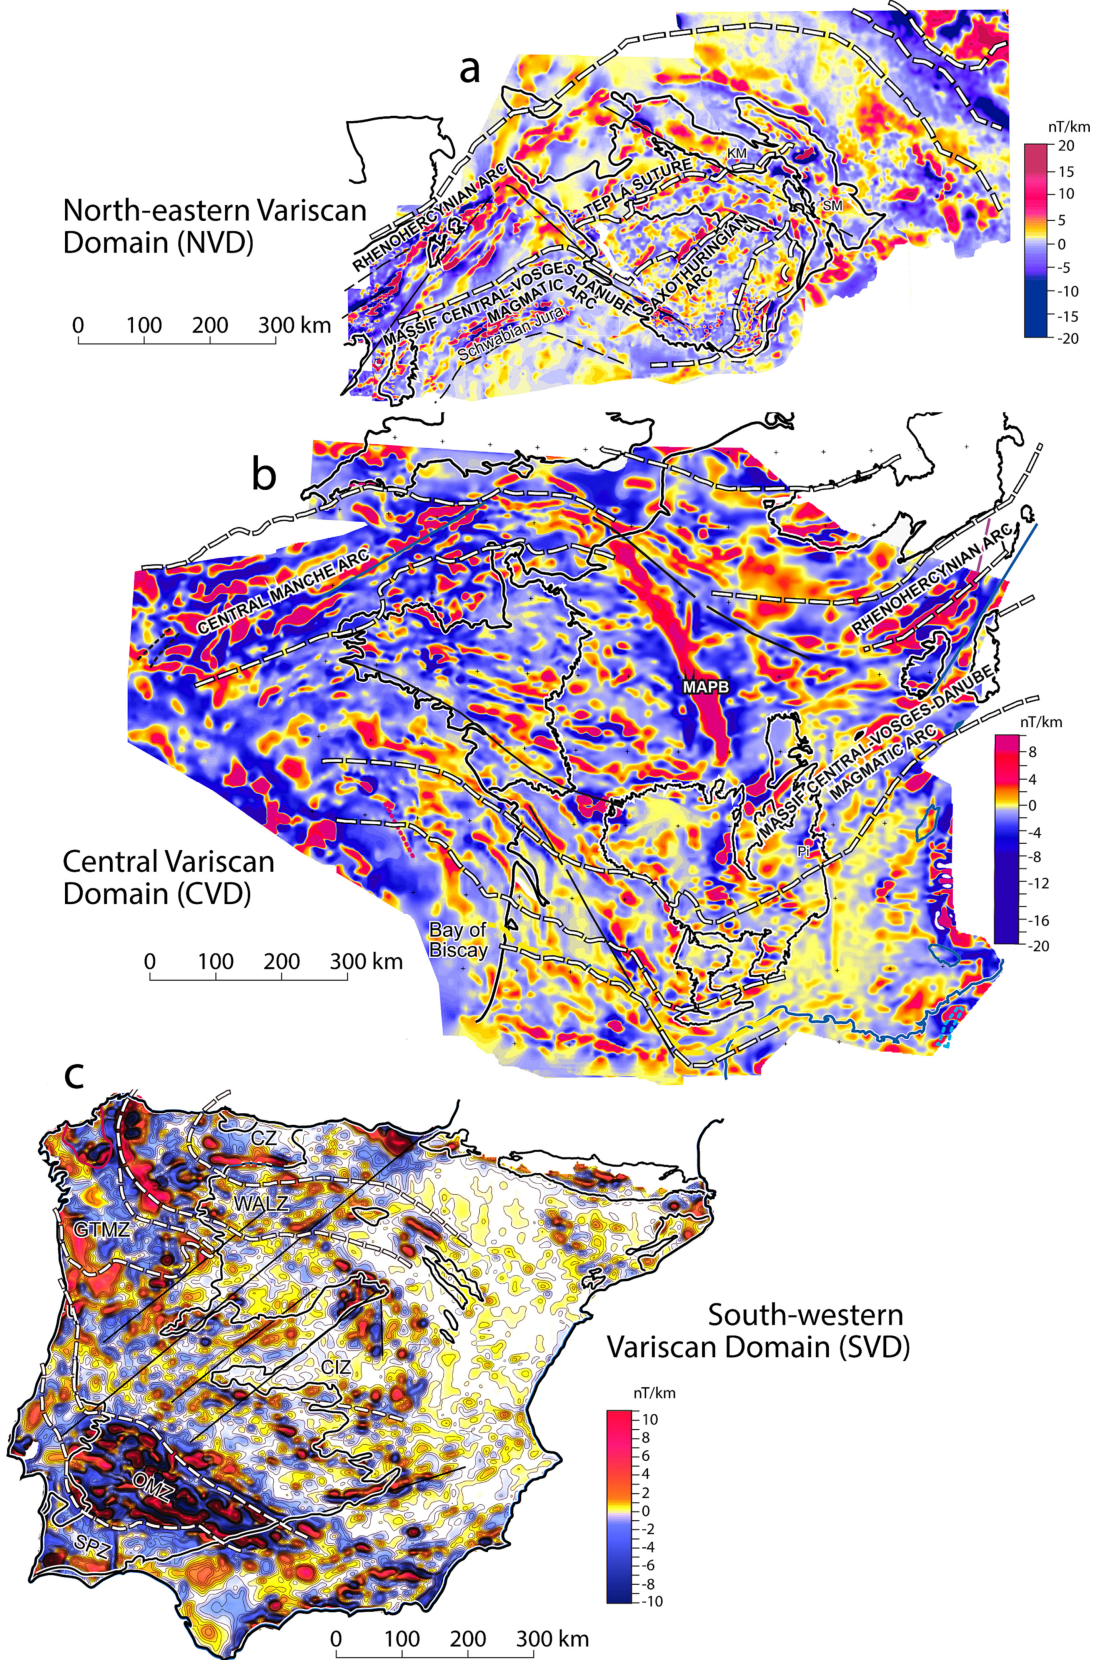 a
nT/km
20
15
10
5
0
-5
-10
-15
-20
North-eastern Variscan
Domain (NVD)
0 100 200 300 km
KM
SM
TEPLÁ SUTURE
RHENOHERCYNIAN ARC
SAXOTHURINGIAN
ARC
MASSIF CENTRAL-VOSGES-DANUBE
MAGMATIC ARC
Schwabian Jura
b
CENTRAL MANCHE ARC
RHENOHERCYNIAN ARC
MAPB
MASSIF CENTRAL-VOSGES-DANUBE
MAGMATIC ARC
Pi
nT/km
8
4
0
-4
-8
-12
-16
-20
Central Variscan
Domain (CVD)
Bay of
Biscay
0 100 200 300 km
c
CZ
WALZ
GTMZ
CIZ
OMZ
SPZ
South-western
Variscan Domain (SVD)
nT/km
10
8
6
4
2
0
-2
-4
-6
-8
-10
0 100 200 300 km